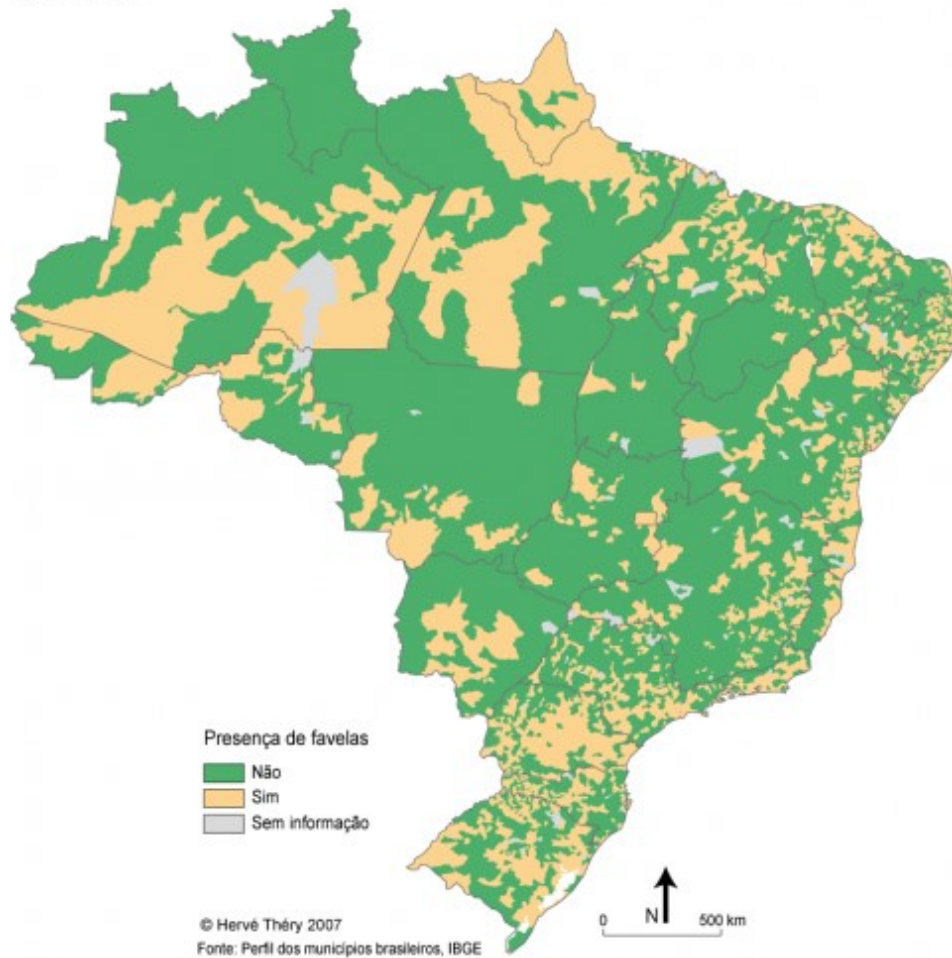 Presença de favelas
Não
Sim
Sem informação
© Hervé Théry 2007
Fonte: Perfil dos municípios brasileiros, IBGE
N
0 500 km